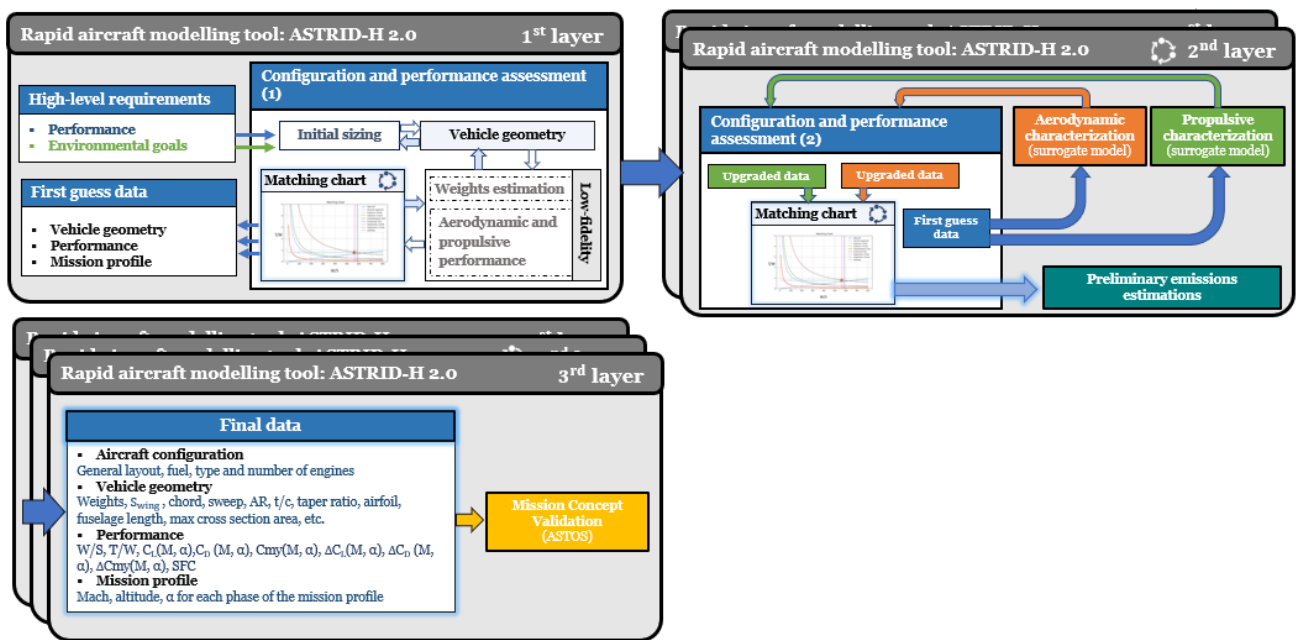 Rapid aircraft modelling tool: ASTRID-H 2.0
1st layer
High-level requirements
▪ Performance
▪ Environmental goals
First guess data
▪ Vehicle geometry
▪ Performance
▪ Mission profile
Configuration and performance assessment
(1)
Initial sizing
Vehicle geometry
Matching chart
Weights estimation
Aerodynamic and
propulsive
performance
Low-fidelity
Rapid aircraft modelling tool: ASTRID-H 2.0
2nd layer
Configuration and performance
assessment (2)
Aerodynamic
characterization
(surrogate model)
Propulsive
characterization
(surrogate model)
Upgraded data
Upgraded data
Matching chart
First guess
data
Preliminary emissions
estimations
Rapid aircraft modelling tool: ASTRID-H 2.0
3rd layer
Final data
▪ Aircraft configuration
General layout, fuel, type and number of engines
▪ Vehicle geometry
Weights, Swing , chord, sweep, AR, t/c, taper ratio, airfoil,
fuselage length, max cross section area, etc.
▪ Performance
W/S, T/W, CL(M, α),CD (M, α), Cmy(M, α), ΔCL(M, α), ΔCD (M,
α), ΔCmy(M, α), SFC
▪ Mission profile
Mach, altitude, α for each phase of the mission profile
Mission Concept
Validation
(ASTOS)